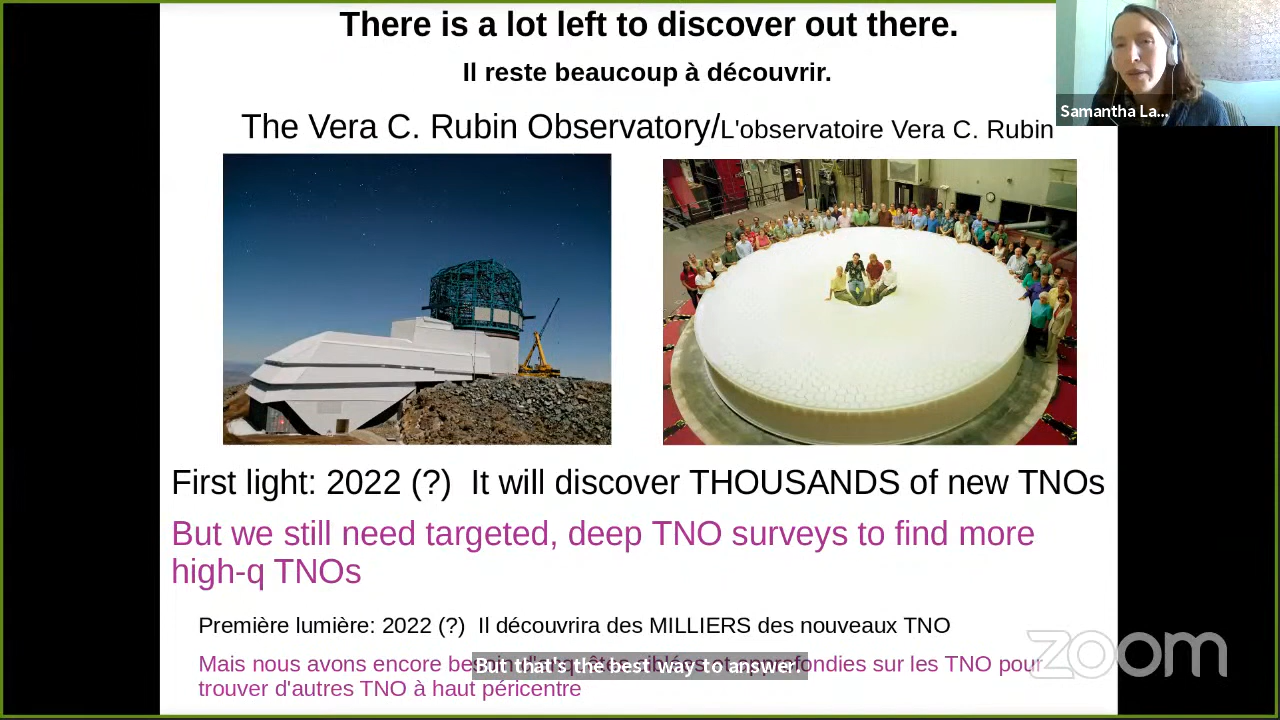 There is a lot left to discover out there.
Il reste beaucoup à découvrir.
Samantha La...
The Vera C. Rubin Observatory/L'observatoire Vera C. Rubin
First light: 2022 (?) It will discover THOUSANDS of new TNOs
But we still need targeted, deep TNO surveys to find more
high-q TNOs
Première lumière: 2022 (?) Il découvrira des MILLIERS des nouveaux TNO
Mais nous avons encore sur les TNO pour
But that's the best way to answer.
trouver d'autres TNO à haut péricentre
zoom